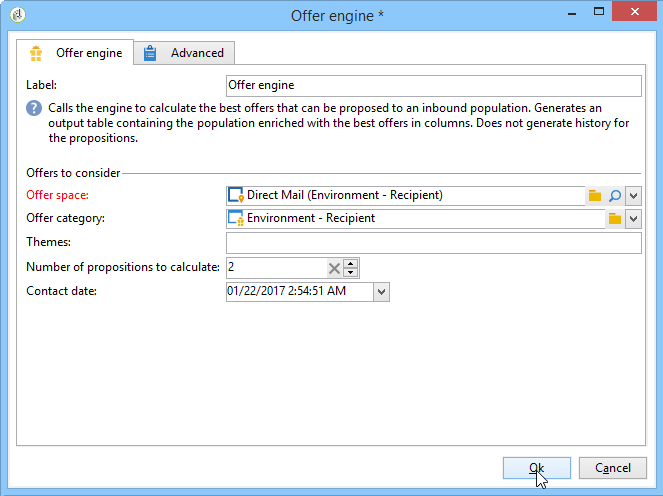 Offer engine *
Offer engine
Advanced
Label:
Offer engine
Calls the engine to calculate the best offers that can be proposed to an inbound population. Generates an
output table containing the population enriched with the best offers in columns. Does not generate history for
the propositions.
Offers to consider
Offer space:
Direct Mail (Environment - Recipient)
Offer category:
Environment - Recipient
Themes:
Number of propositions to calculate:
2
Contact date:
01/22/2017 2:54:51 AM
Ok
Cancel